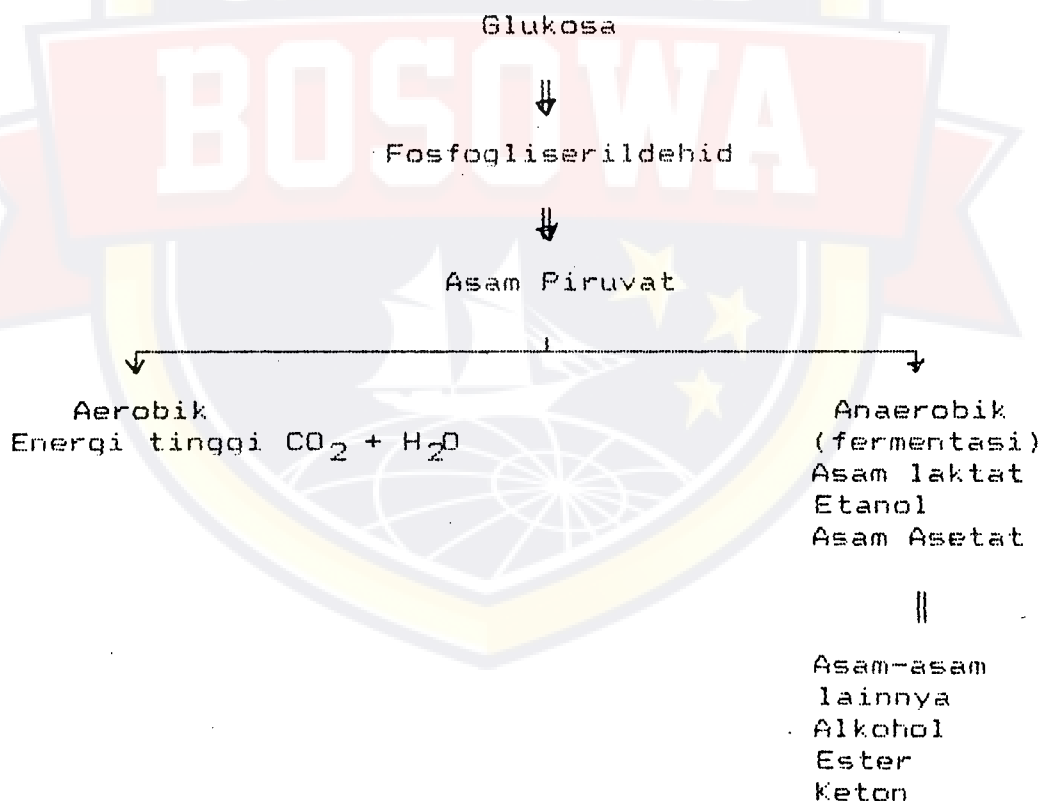 Glukosa
BOSOWA
Fosfogliserildehid
Asam Piruvat
Aerobik
Energi tinggi CO2 + H2O
Anaerobik
(fermentasi)
Asam laktat
Etanol
Asam Asetat
Asam-asam
lainnya
Alkohol
Ester
Keton